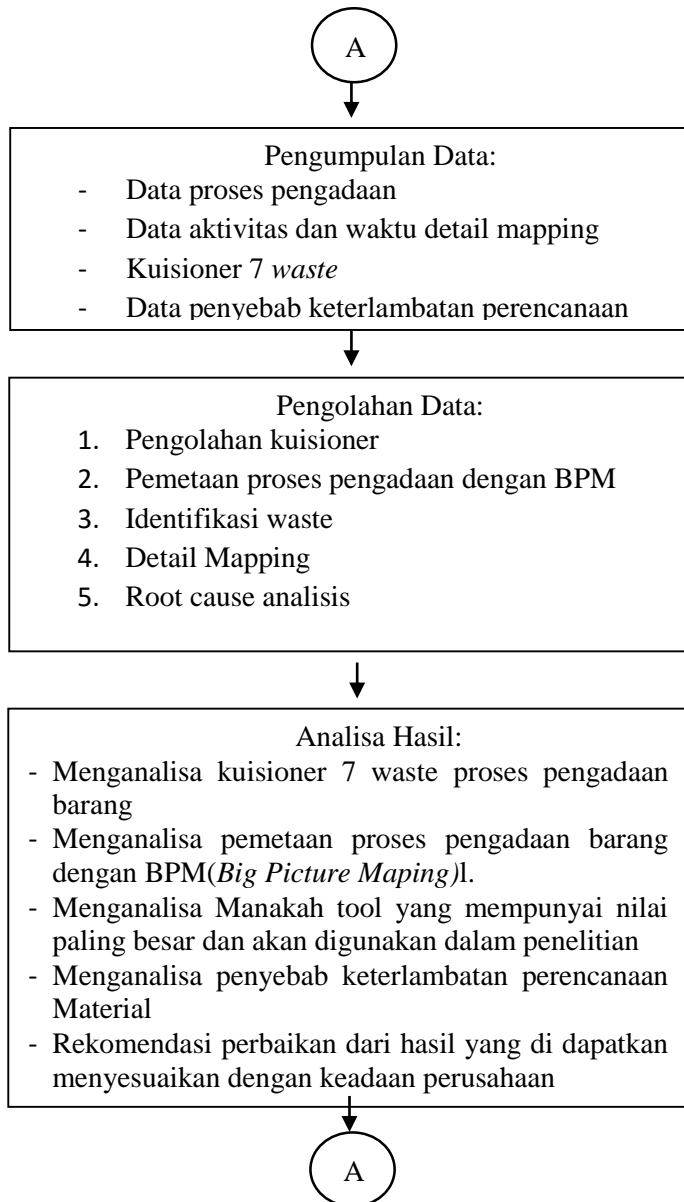 A
Pengumpulan Data:
- Data proses pengadaan
- Data aktivitas dan waktu detail mapping
- Kuisioner 7 waste
- Data penyebab keterlambatan perencanaan
Pengolahan Data:
1. Pengolahan kuisioner
2. Pemetaan proses pengadaan dengan BPM
3. Identifikasi waste
4. Detail Mapping
5. Root cause analisis
Analisa Hasil:
- Menganalisa kuisioner 7 waste proses pengadaan
barang
- Menganalisa pemetaan proses pengadaan barang
dengan BPM(Big Picture Maping)l.
- Menganalisa Manakah tool yang mempunyai nilai
paling besar dan akan digunakan dalam penelitian
- Menganalisa penyebab keterlambatan perencanaan
Material
- Rekomendasi perbaikan dari hasil yang di dapatkan
menyesuaikan dengan keadaan perusahaan
A